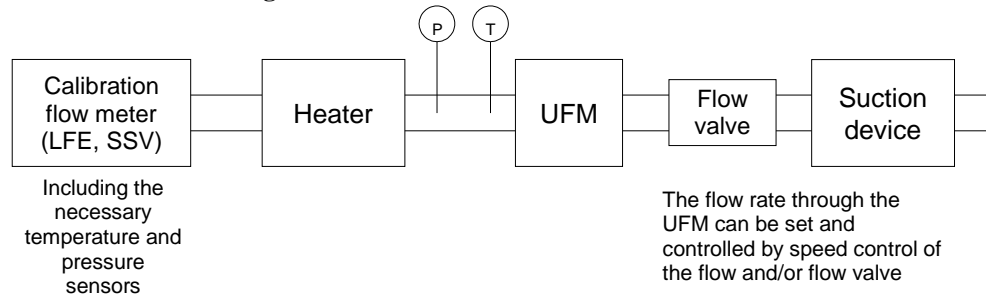 P T
Calibration
flow meter
(LFE, SSV)
Heater
UFM
Flow
valve
Suction
device
Including the
necessary
temperature and
pressure
sensors
The flow rate through the
UFM can be set and
controlled by speed control of
the flow and/or flow valve